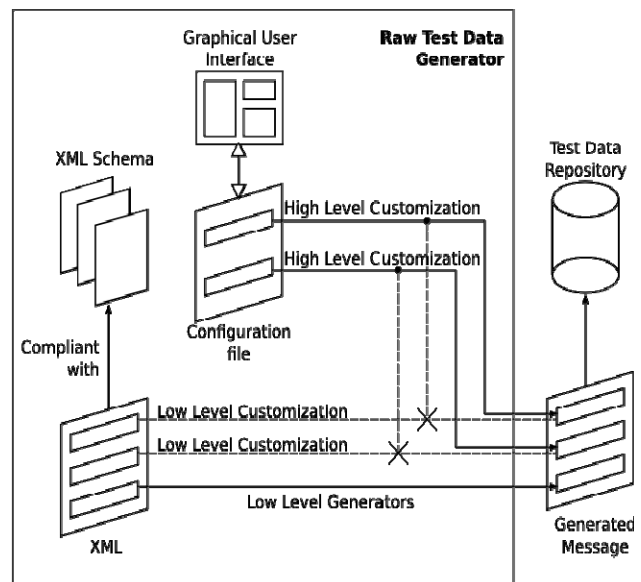 Graphical User
Interface
Raw Test Data
Generator
XML Schema
Test Data
Repository
High Level Customization
High Level Customization
Configuration
file
Compliant
with
Low Level Customization
Low Level Customization
Low Level Generators
XML
Generated
Message